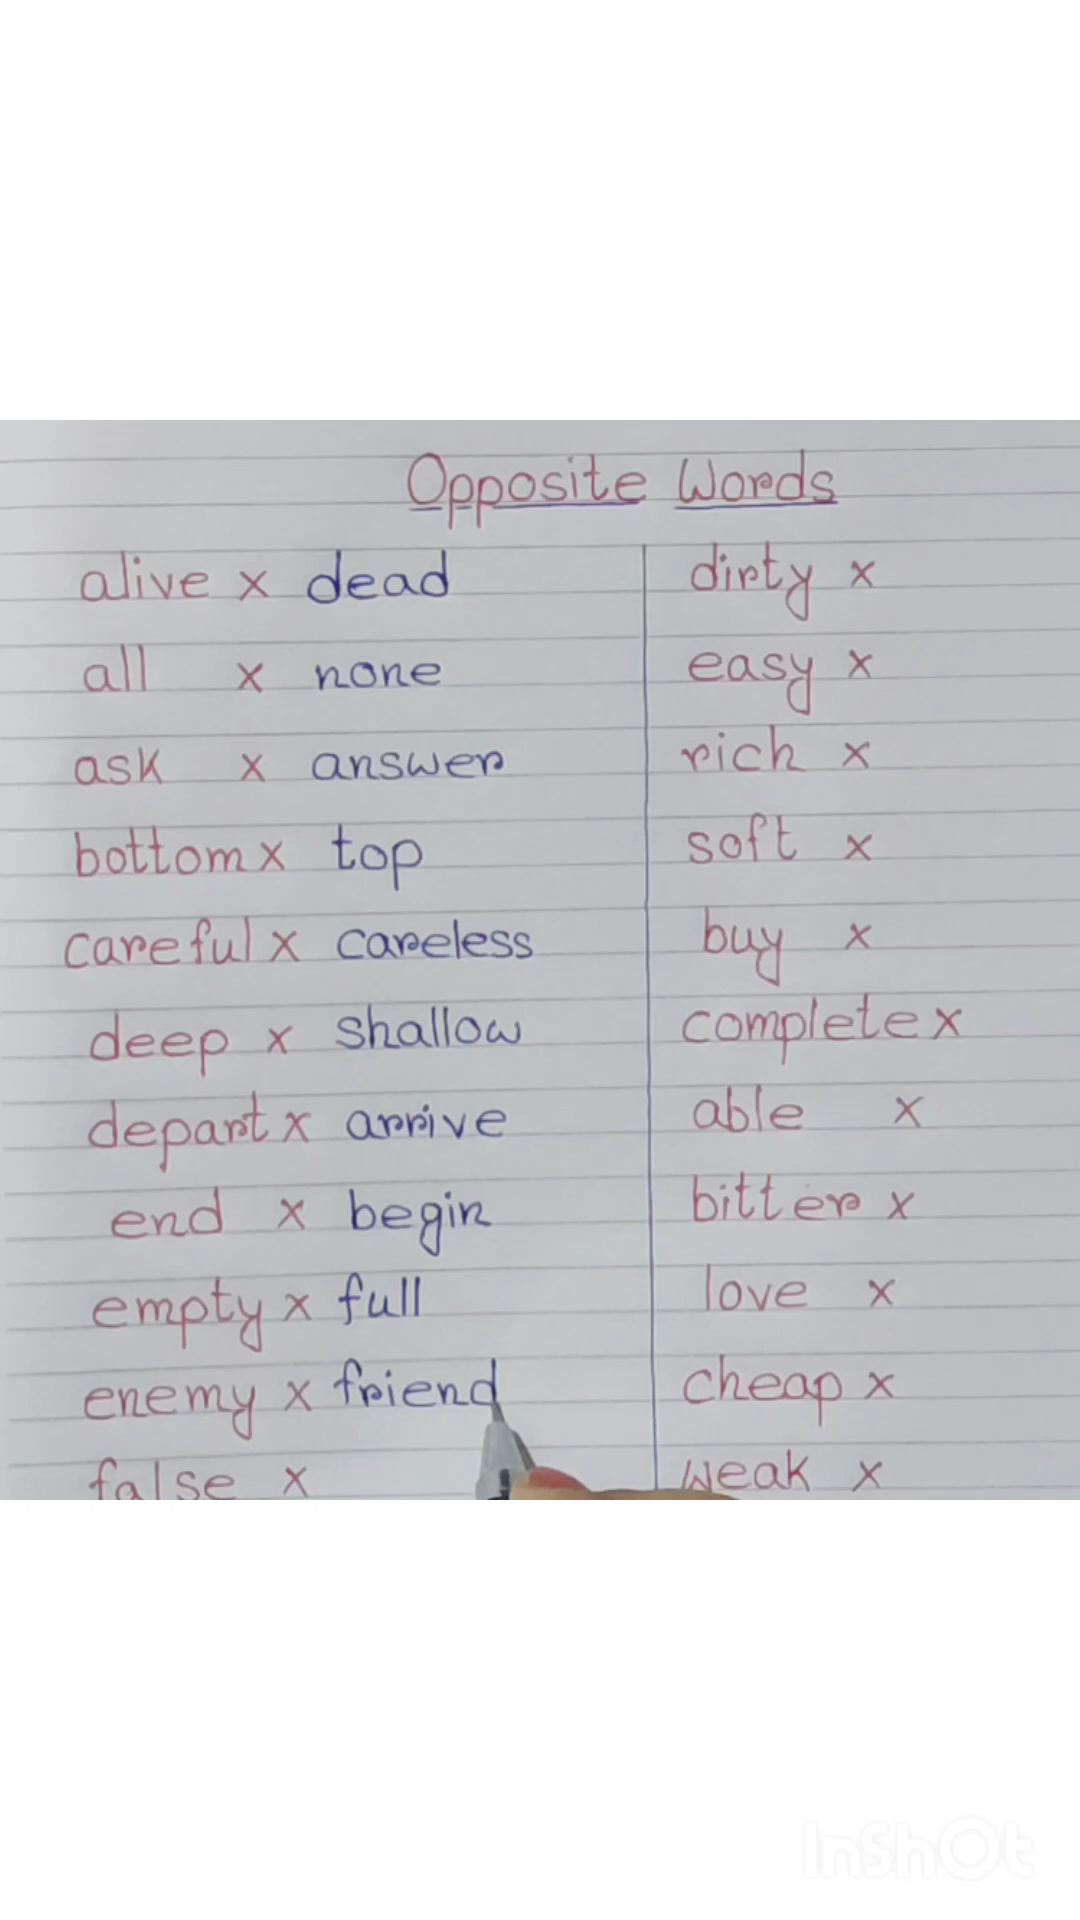 Opposite Words
alive x dead
all x none
ask x answer
bottom x top
careful x careless
deep x shallow
depart x arrive
end x begin
empty x full
enemy x friend
false x
dirty x
easy x
rich x
soft x
buy x
complete x
able x
bitter x
love x
cheap x
weak x
InShOt